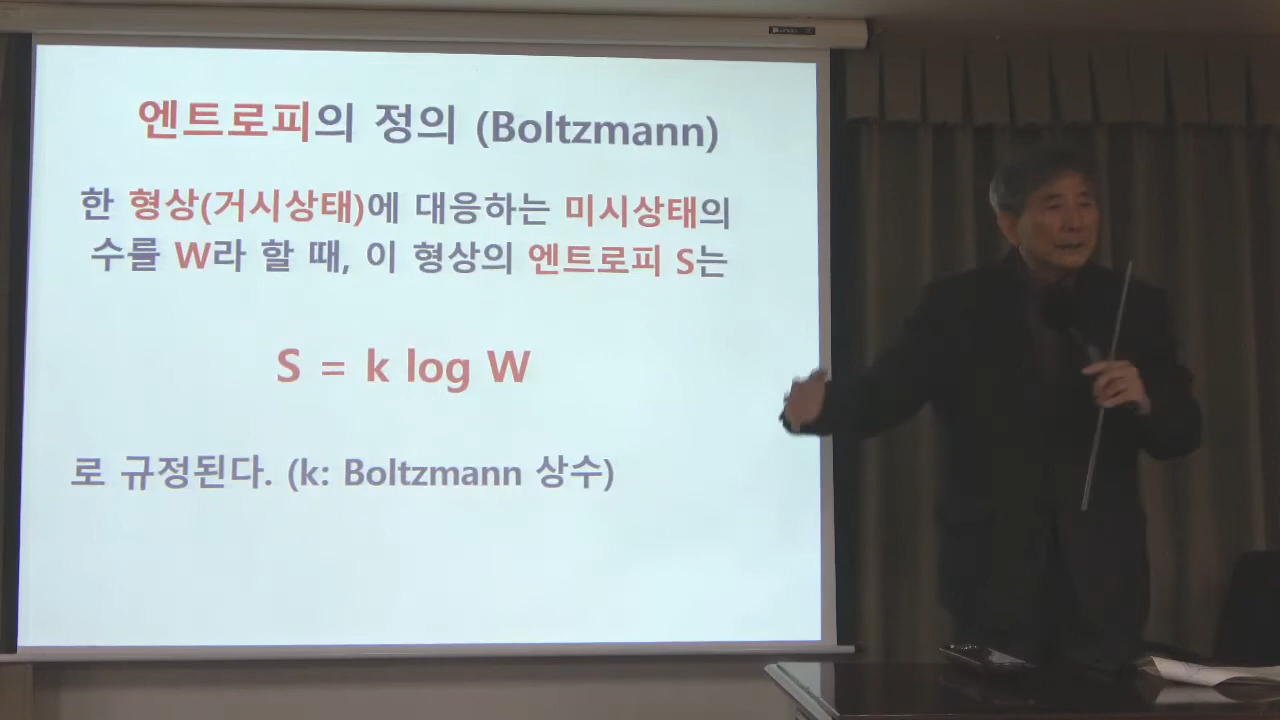 엔트로피의 정의 (Boltzmann)
한 형상(거시상태)에 대응하는 미시상태의
수를 W라 할 때, 이 형상의 엔트로피 S는
S = k log W
로 규정된다. (k: Boltzmann 상수)